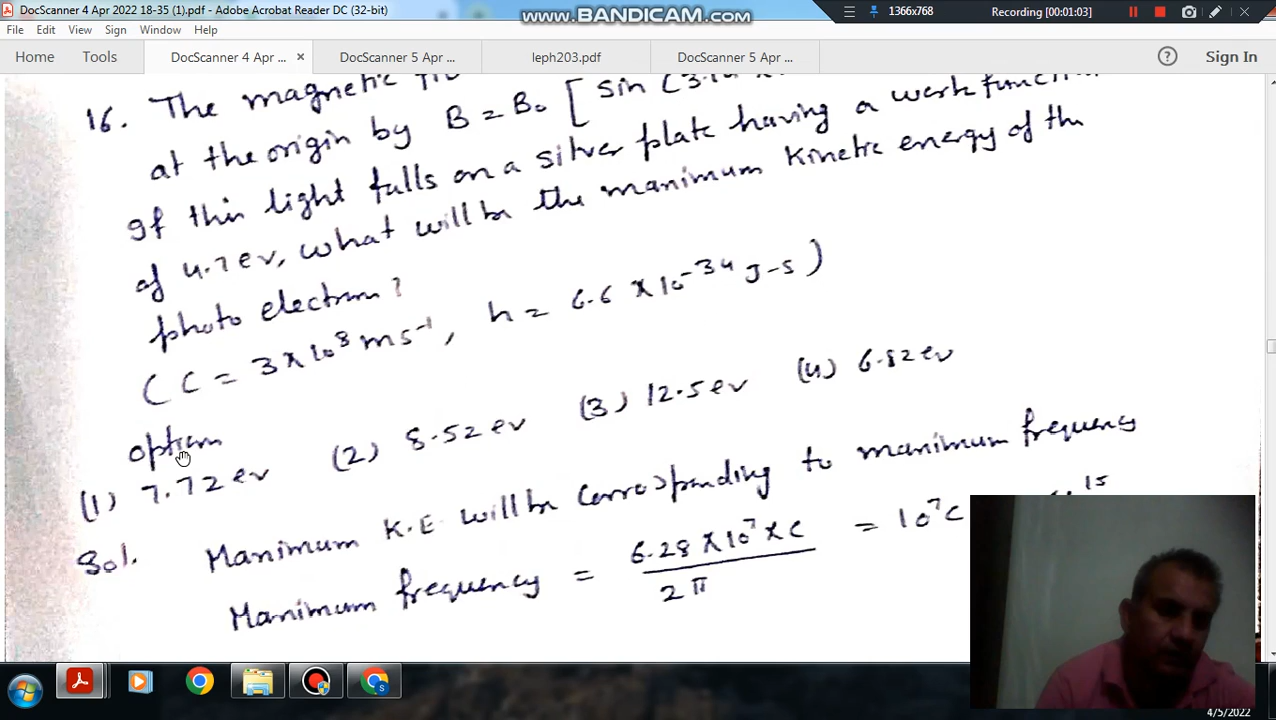 DocScanner 4 Apr 2022 18-35 (1).pdf - Adobe Acrobat Reader DC (32-bit)
www.BANDICAM.com
1366x768
Recording [00:01:03]
File Edit View Sign Window Help
Home Tools DocScanner 4 Apr ... × DocScanner 5 Apr ... leph203.pdf DocScanner 5 Apr ... Sign In
16. The magnetic
at the origin by B = B₀ [ sin (3.14
If this light falls on a silver plate having a work function
of 4.7 ev, what will be the maximum Kinetic energy of the
photo electron?
( C = 3 × 10⁸ ms⁻¹, h = 6.6 × 10⁻³⁴ J-s )
option
(1) 7.72 ev (2) 8.52 ev (3) 12.5 ev (4) 6.82 ev
Sol. Maximum K.E will be corresponding to maximum frequency
Maximum frequency = 6.28 × 10⁷ × C / 2π = 10⁷ C
15
4/5/2022